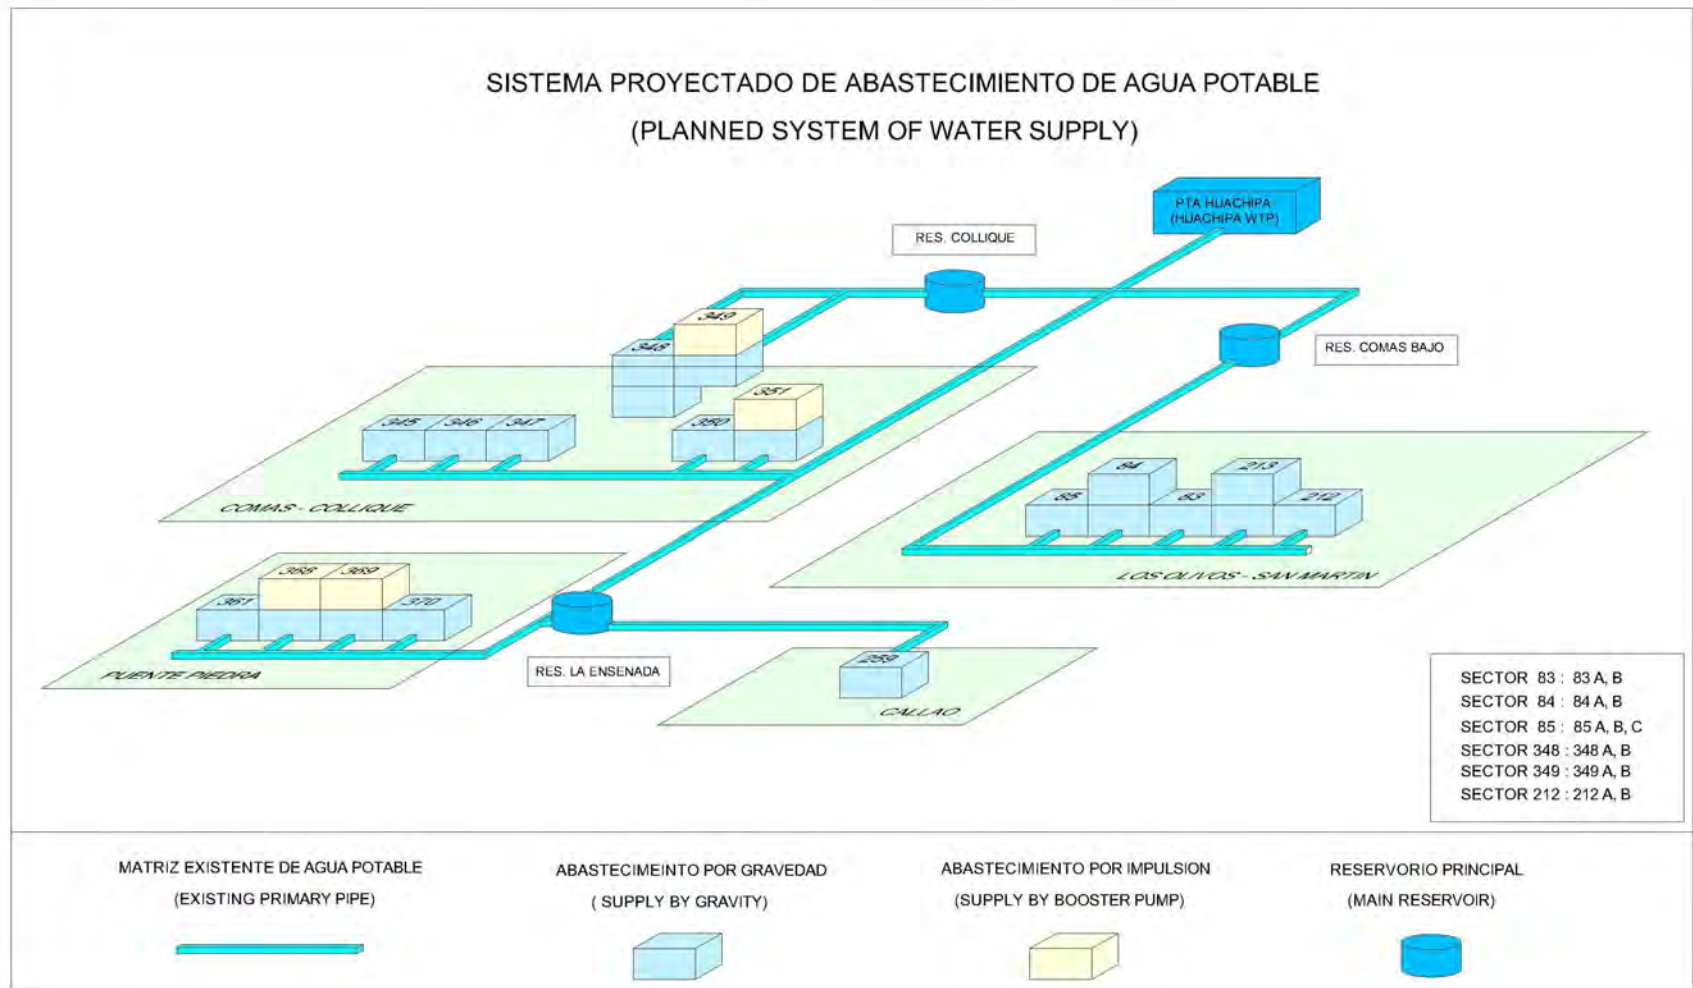 SISTEMA PROYECTADO DE ABASTECIMIENTO DE AGUA POTABLE
(PLANNED SYSTEM OF WATER SUPPLY)
PTA HUACHIPA
(HUACHIPA WTP)
RES. COLLIQUE
RES. COMAS BAJO
349
348
351
345 346 347 350
COMAS - COLLIQUE
84 213
85 83 212
LOS OLIVOS - SAN MARTIN
368 369
361 370
PUENTE PIEDRA
RES. LA ENSENADA
259
CALLAO
SECTOR 83 : 83 A, B
SECTOR 84 : 84 A, B
SECTOR 85 : 85 A, B, C
SECTOR 348 : 348 A, B
SECTOR 349 : 349 A, B
SECTOR 212 : 212 A, B
MATRIZ EXISTENTE DE AGUA POTABLE
(EXISTING PRIMARY PIPE)
ABASTECIMEINTO POR GRAVEDAD
( SUPPLY BY GRAVITY)
ABASTECIMIENTO POR IMPULSION
(SUPPLY BY BOOSTER PUMP)
RESERVORIO PRINCIPAL
(MAIN RESERVOIR)